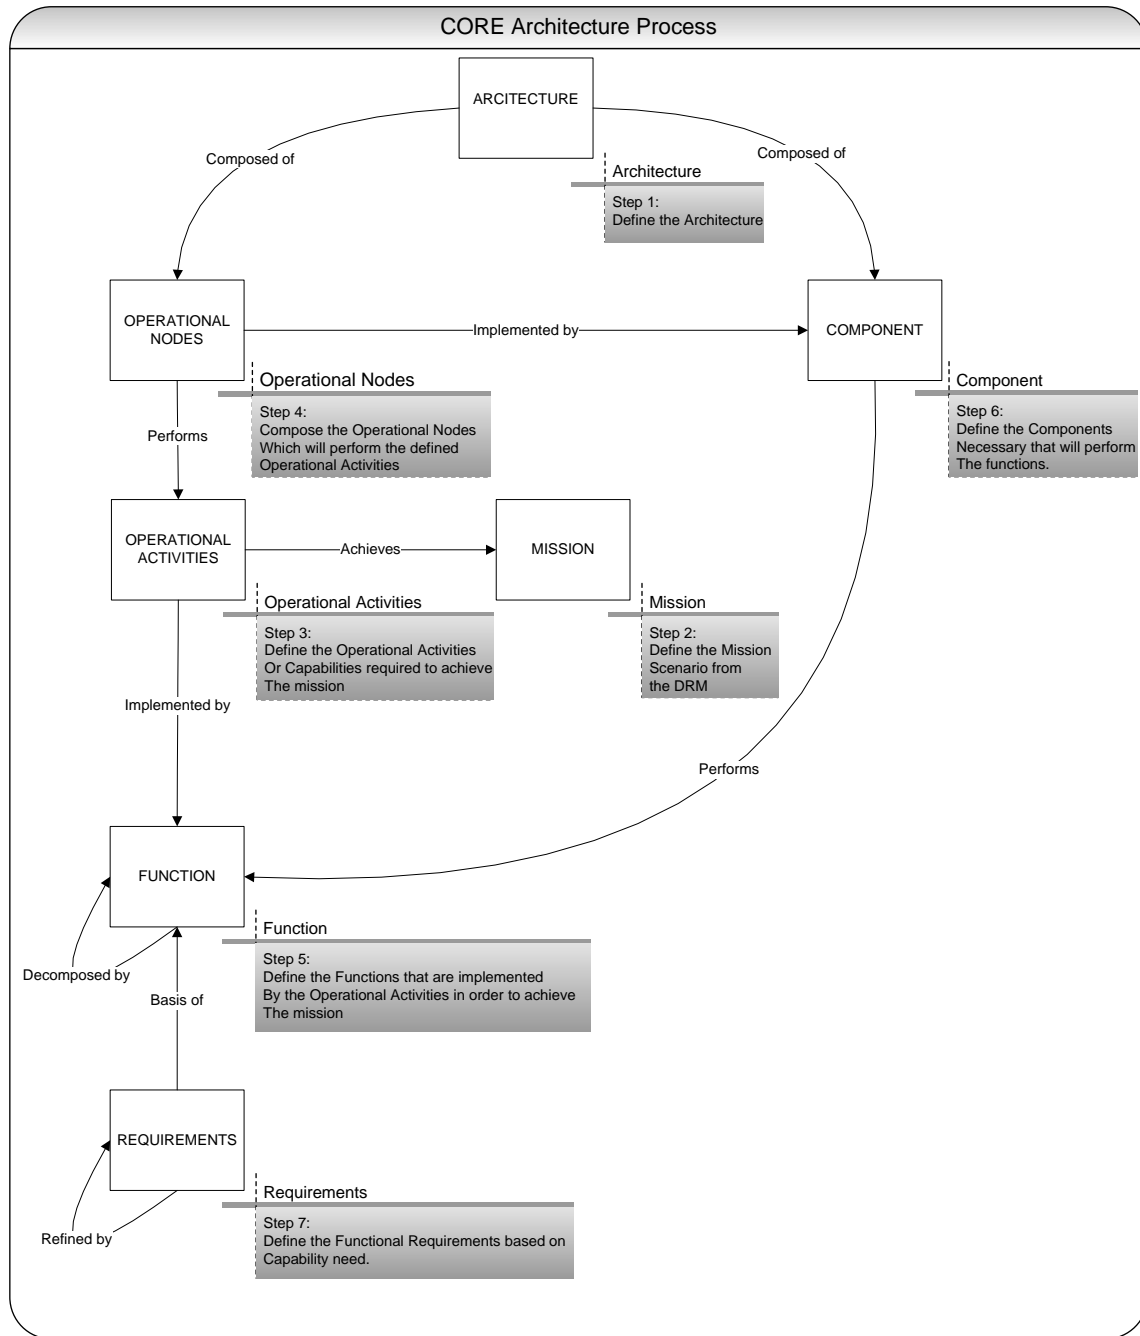 CORE Architecture Process
ARCITECTURE
Composed of
Composed of
Architecture
Step 1:
Define the Architecture
OPERATIONAL
NODES
Implemented by
COMPONENT
Operational Nodes
Step 4:
Compose the Operational Nodes
Which will perform the defined
Operational Activities
Component
Step 6:
Define the Components
Necessary that will perform
The functions.
Performs
OPERATIONAL
ACTIVITIES
Achieves
MISSION
Operational Activities
Step 3:
Define the Operational Activities
Or Capabilities required to achieve
The mission
Mission
Step 2:
Define the Mission
Scenario from
the DRM
Implemented by
Performs
FUNCTION
Function
Step 5:
Define the Functions that are implemented
By the Operational Activities in order to achieve
The mission
Decomposed by
Basis of
REQUIREMENTS
Requirements
Step 7:
Define the Functional Requirements based on
Capability need.
Refined by